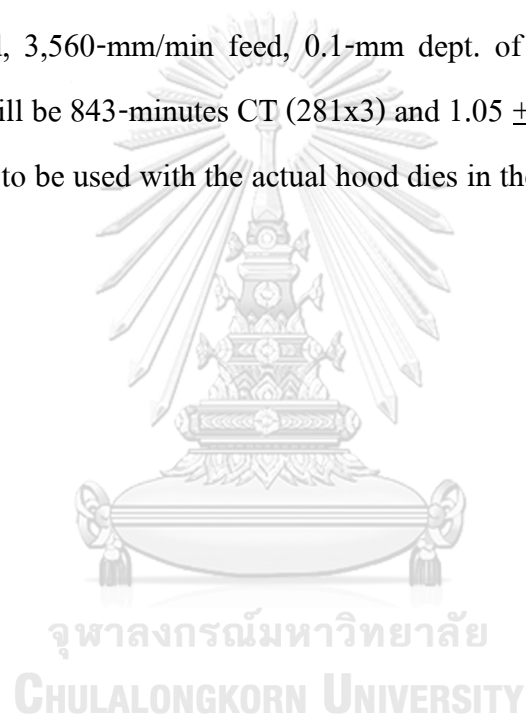 l, 3,560-mm/min feed, 0.1-mm dept. of
ill be 843-minutes CT (281x3) and 1.05 ±
to be used with the actual hood dies in the
จุฬาลงกรณ์มหาวิทยาลัย
CHULALONGKORN UNIVERSITY